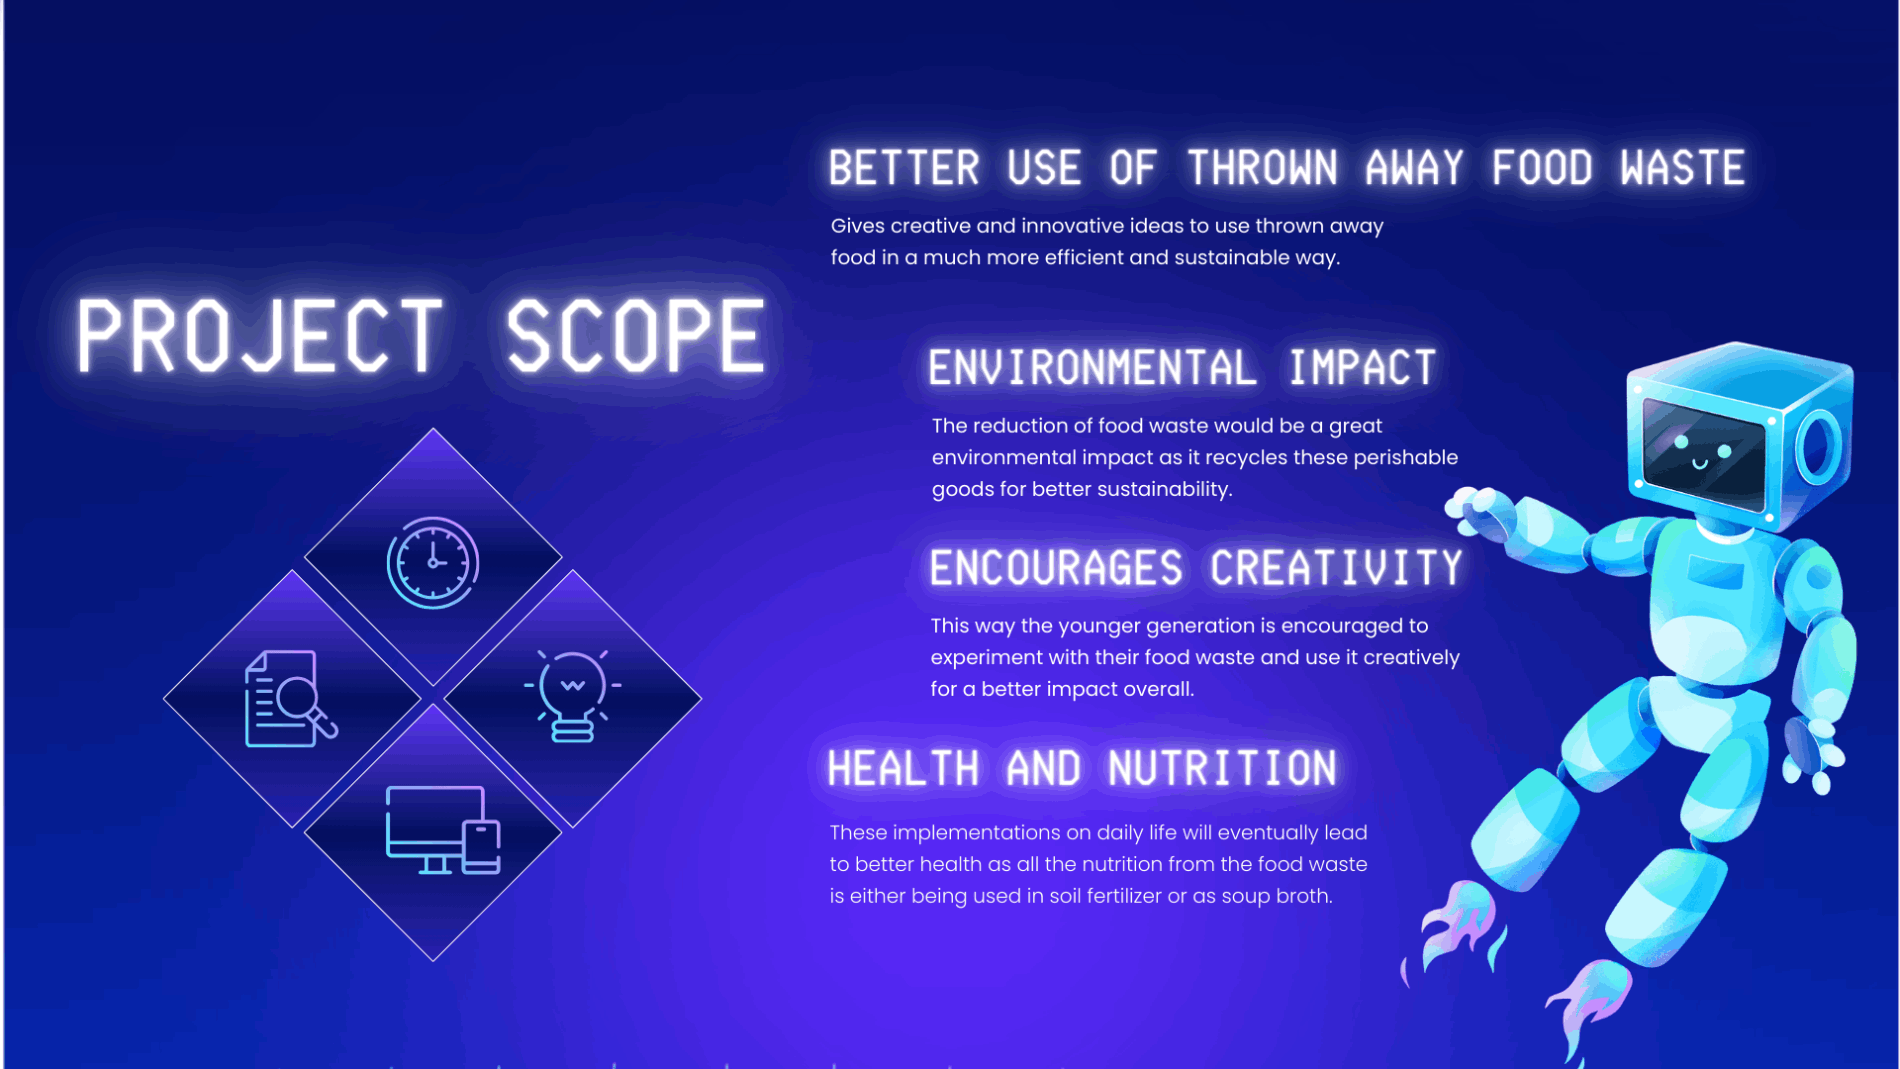 PROJECT SCOPE
BETTER USE OF THROWN AWAY FOOD WASTE
Gives creative and innovative ideas to use thrown away
food in a much more efficient and sustainable way.
ENVIRONMENTAL IMPACT
The reduction of food waste would be a great
environmental impact as it recycles these perishable
goods for better sustainability.
ENCOURAGES CREATIVITY
This way the younger generation is encouraged to
experiment with their food waste and use it creatively
for a better impact overall.
HEALTH AND NUTRITION
These implementations on daily life will eventually lead
to better health as all the nutrition from the food waste
is either being used in soil fertilizer or as soup broth.